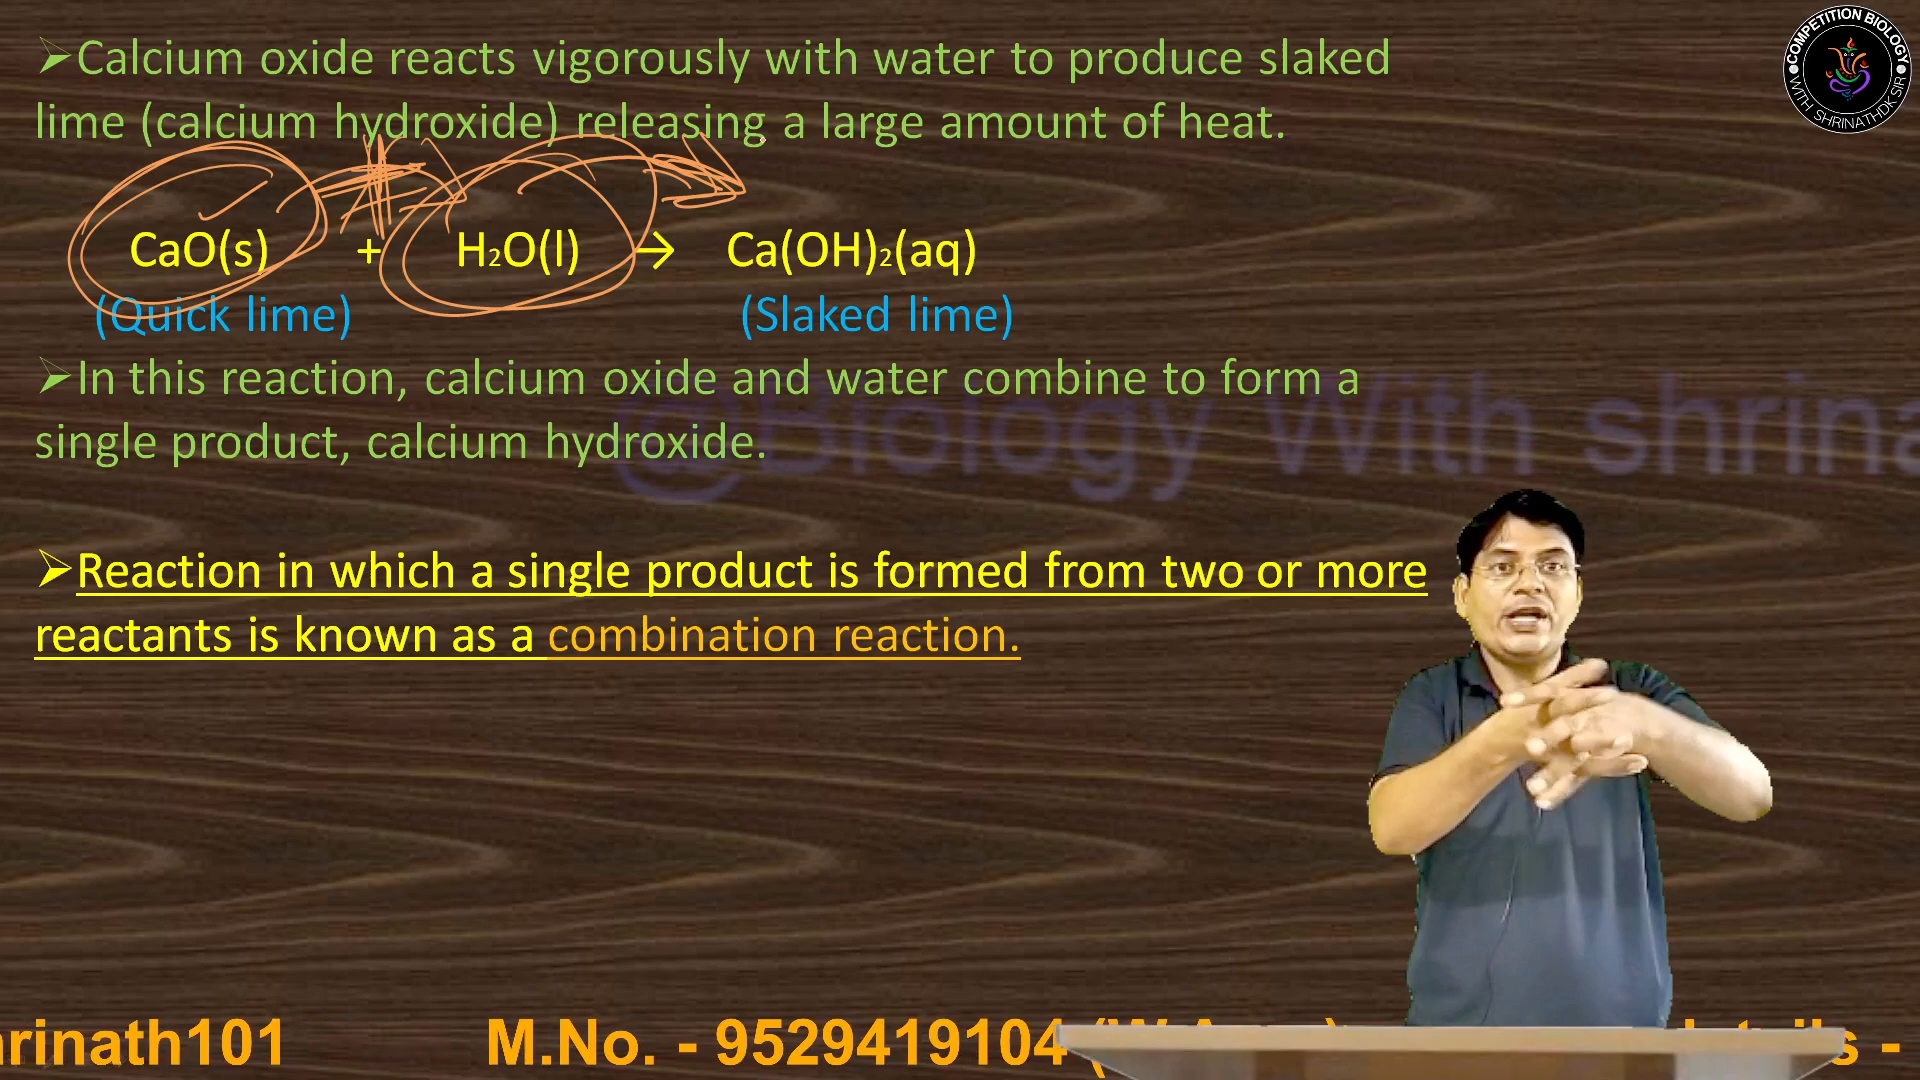 ➢Calcium oxide reacts vigorously with water to produce slaked
lime (calcium hydroxide) releasing a large amount of heat.
CaO(s) + H₂O(l) → Ca(OH)₂(aq)
(Quick lime) (Slaked lime)
➢In this reaction, calcium oxide and water combine to form a
single product, calcium hydroxide.
@Biology With shrina
➢Reaction in which a single product is formed from two or more
reactants is known as a combination reaction.
COMPETITION BIOLOGY
WITH SHRINATHDK SIR
hrinath101 M.No. - 9529419104